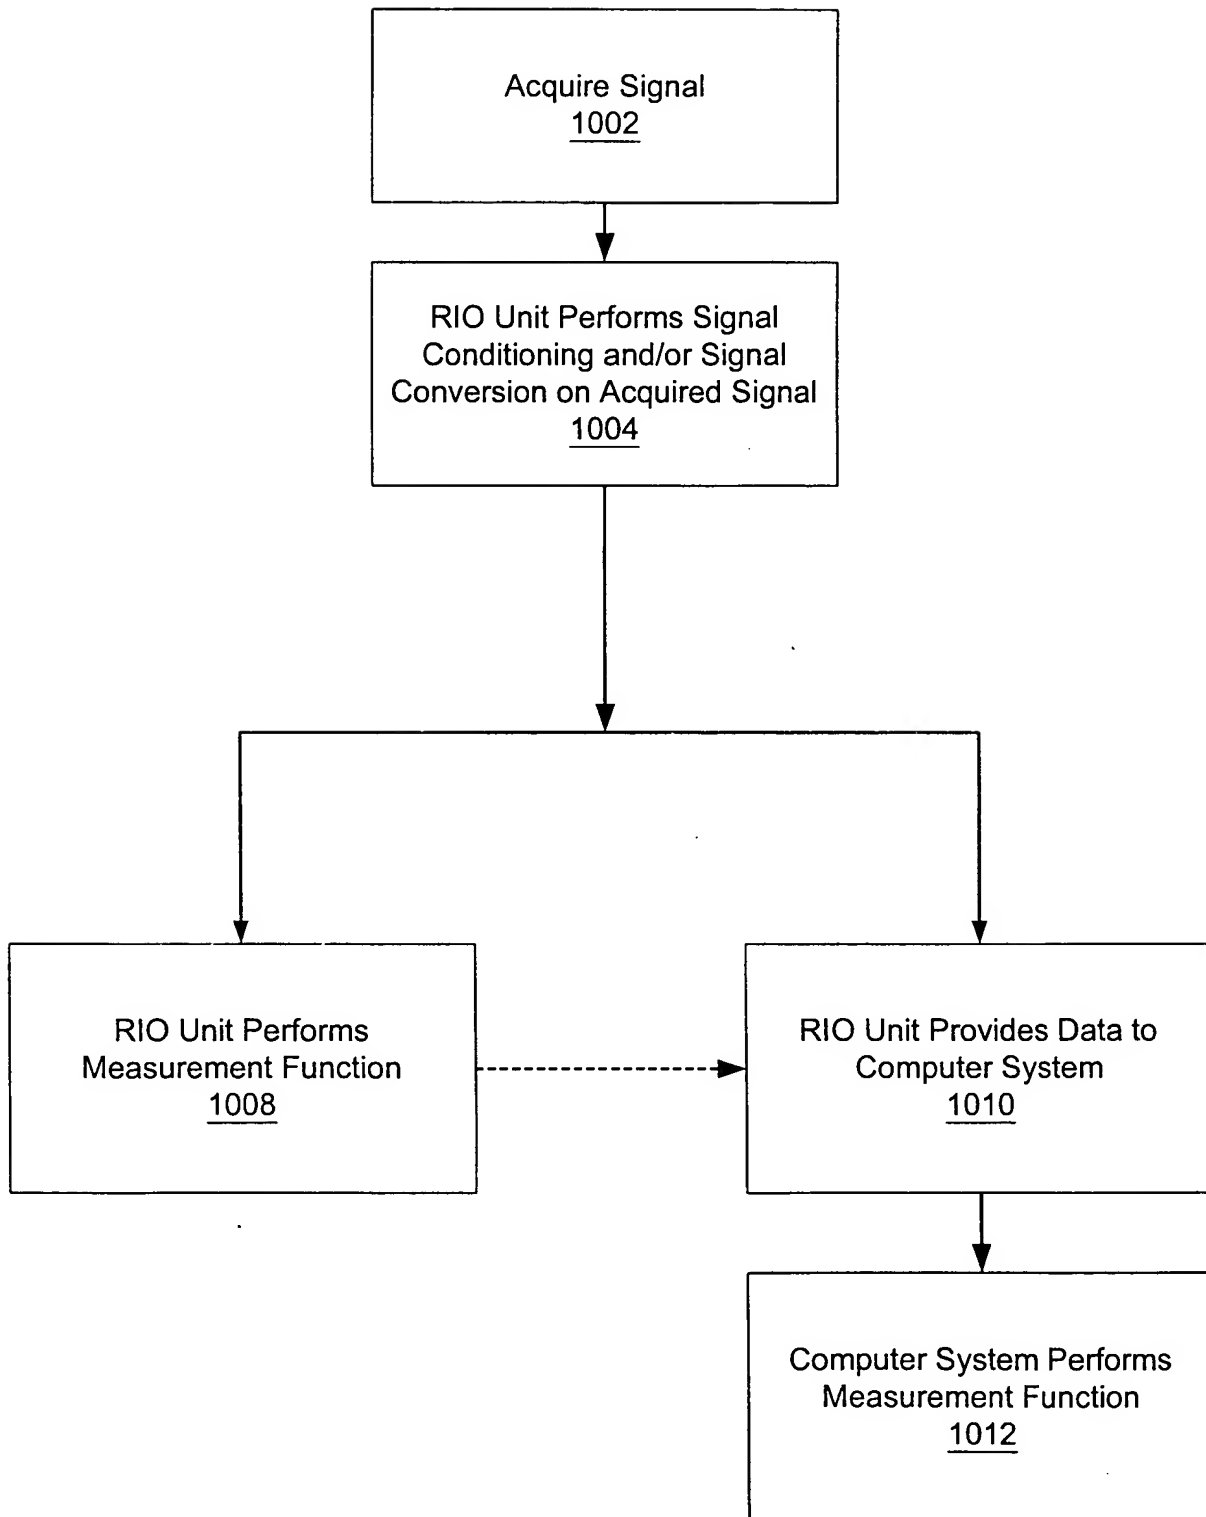 Acquire Signal
1002
RIO Unit Performs Signal
Conditioning and/or Signal
Conversion on Acquired Signal
1004
RIO Unit Performs
Measurement Function
1008
RIO Unit Provides Data to
Computer System
1010
Computer System Performs
Measurement Function
1012